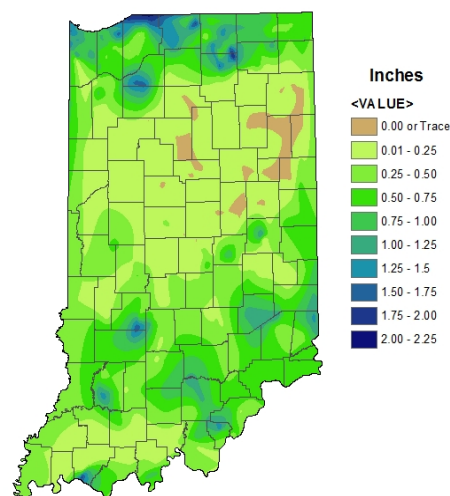 Inches
<VALUE>
0.00 or Trace
0.01 - 0.25
0.25 - 0.50
0.50 - 0.75
0.75 - 1.00
1.00 - 1.25
1.25 - 1.5
1.50 - 1.75
1.75 - 2.00
2.00 - 2.25